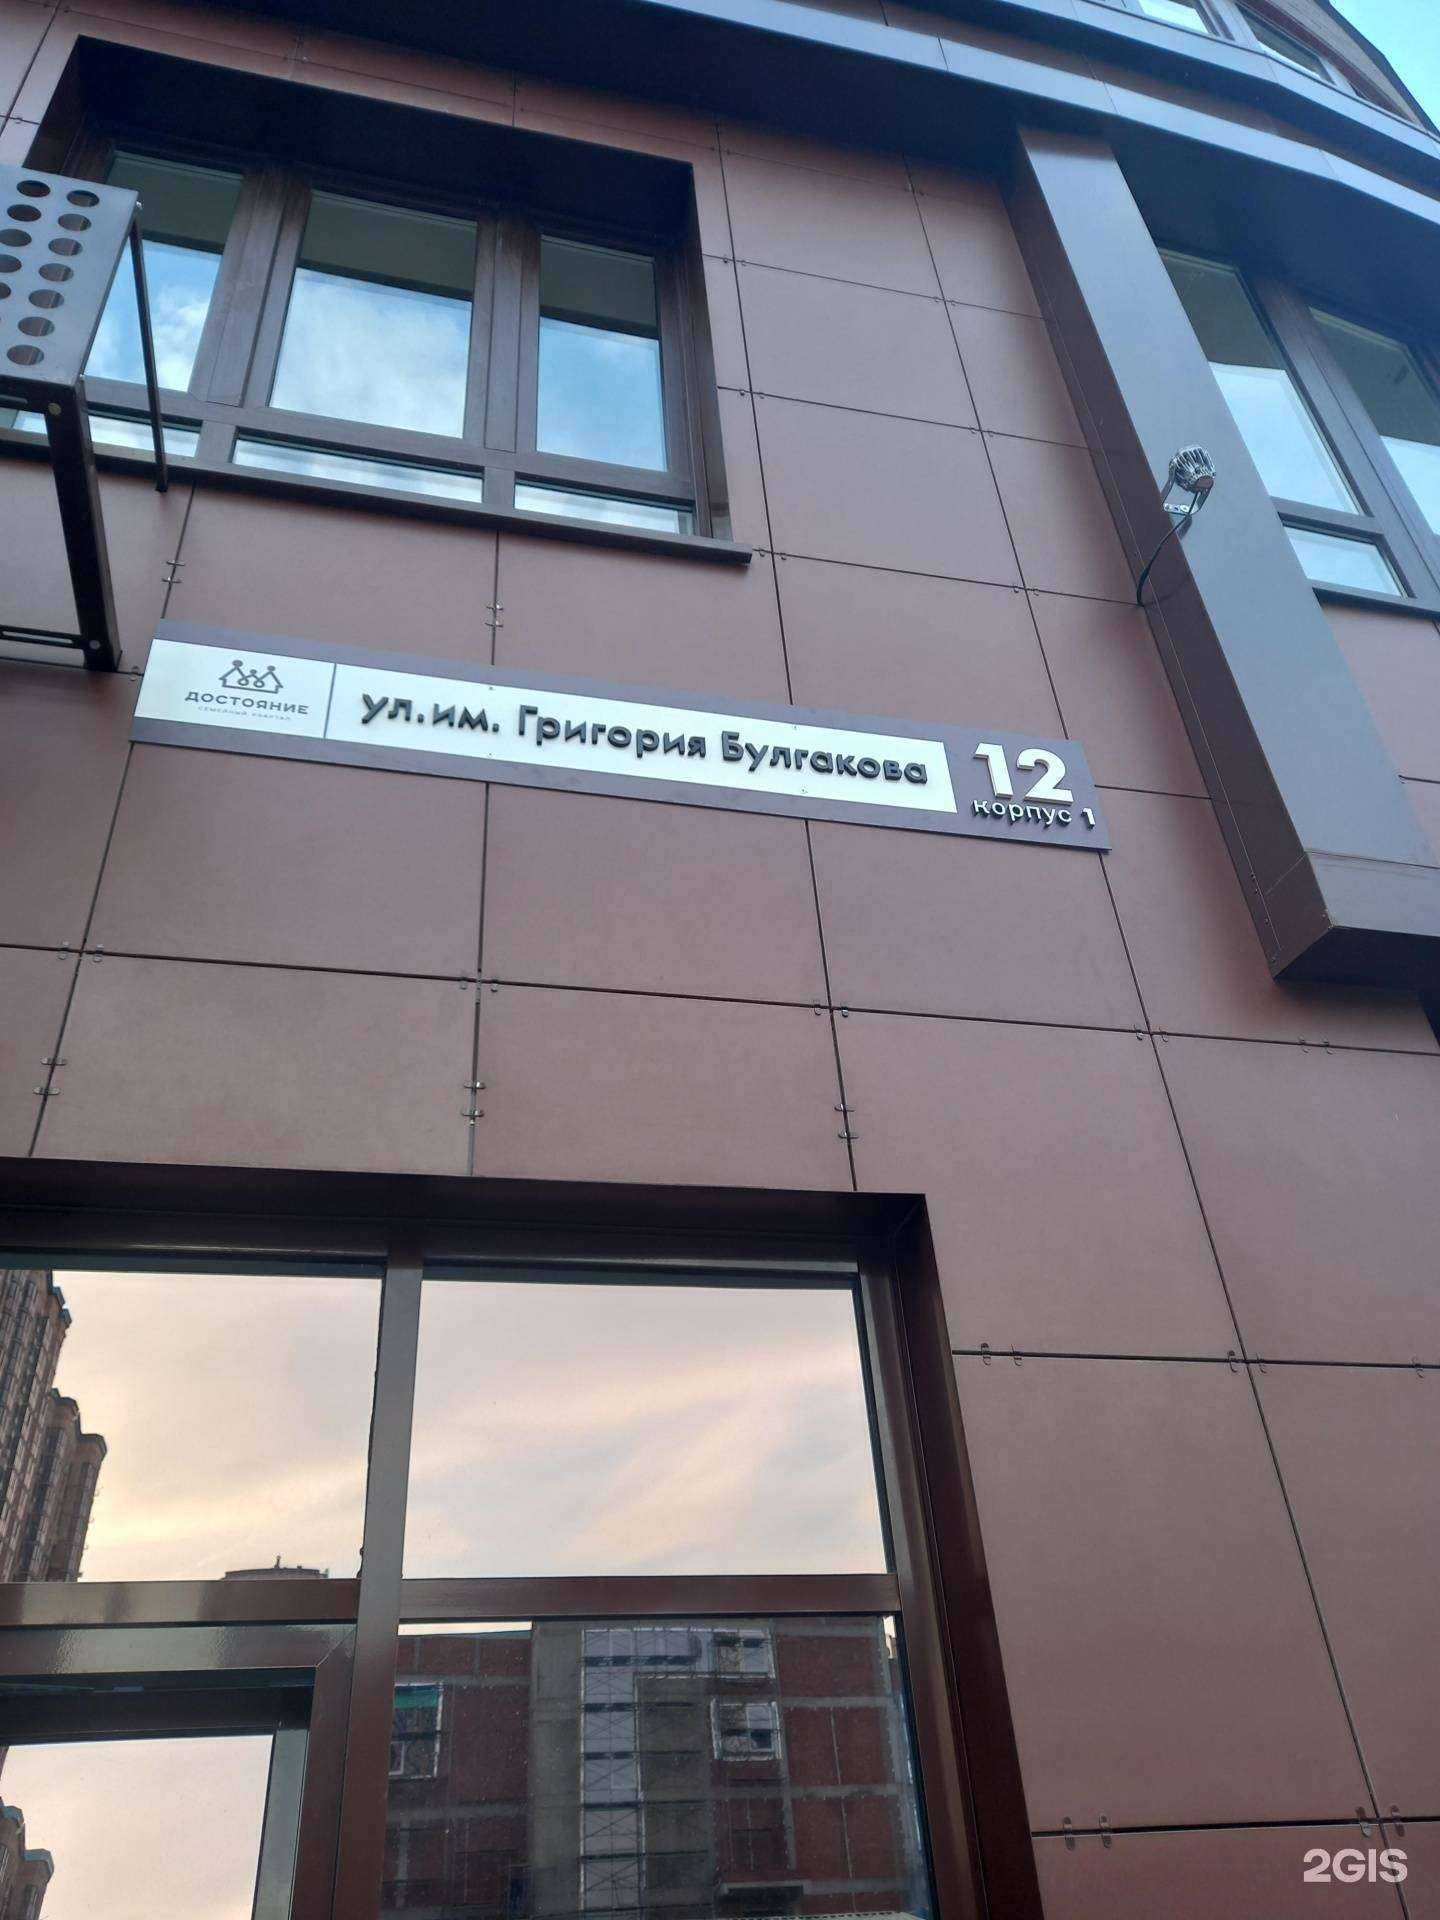 ДОСТОЯНИЕ
СЕМЕЙНЫЙ КВАРТАЛ
ул.им. Григория Булгакова
12
корпус 1
2GIS